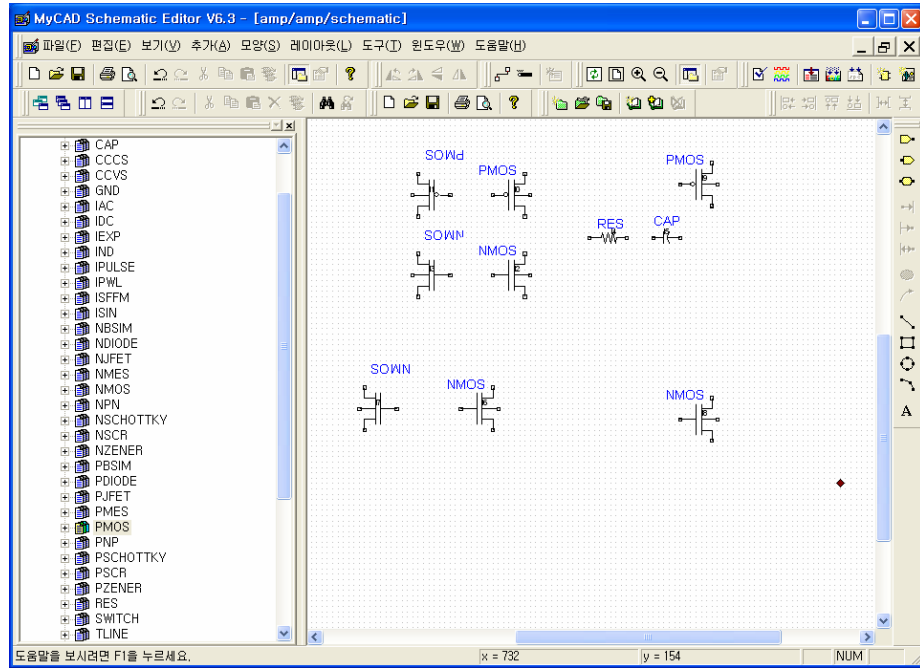 MyCAD Schematic Editor V6.3 - [amp/amp/schematic]
파일(F) 편집(E) 보기(V) 추가(A) 모양(S) 레이아웃(L) 도구(T) 윈도우(W) 도움말(H)
CAP
CCCS
CCVS
GND
IAC
IDC
IEXP
IND
IPULSE
IPWL
ISFFM
ISIN
NBSIM
NDIODE
NJFET
NMES
NMOS
NPN
NSCHOTTKY
NSCR
NZENER
PBSIM
PDIODE
PJFET
PMES
PMOS
PNP
PSCHOTTKY
PSCR
PZENER
RES
SWITCH
TLINE
PMOS
PMOS
PMOS
RES
CAP
NMOS
NMOS
NMOS
NMOS
NMOS
A
도움말을 보시려면 F1을 누르세요.
x = 732
y = 154
NUM